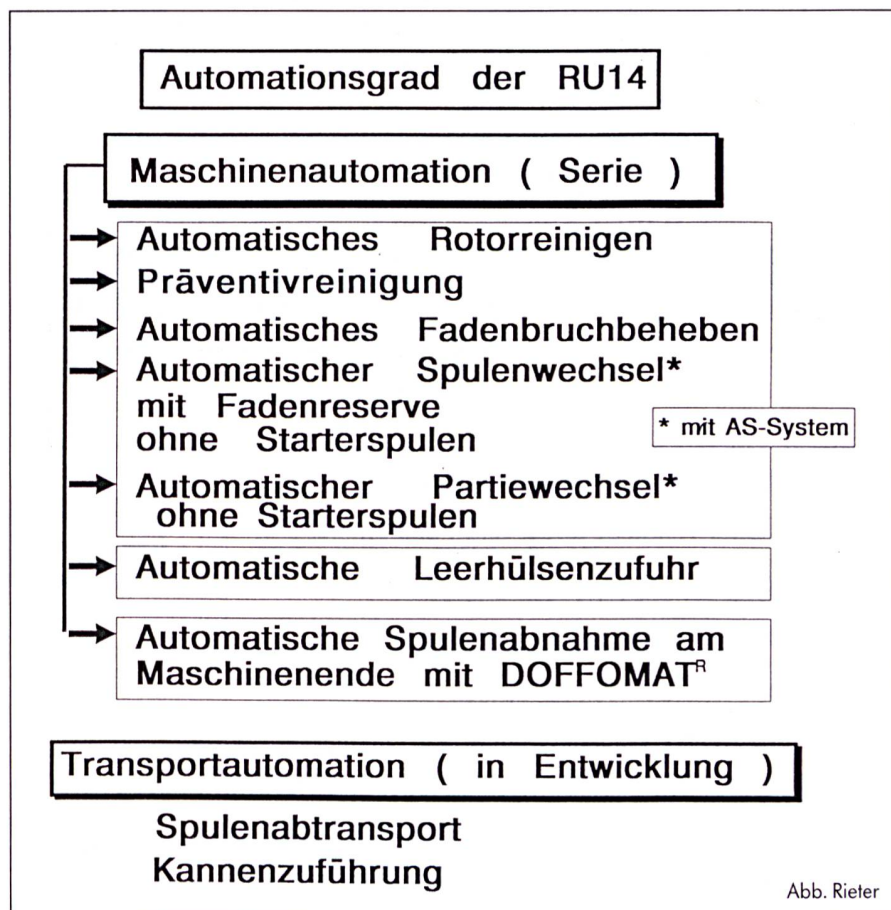 Automationsgrad der RU14
Maschinenautomation ( Serie )
Automatisches Rotorreinigen
Präventivreinigung
Automatisches Fadenbruchbeheben
Automatischer Spulenwechsel*
mit Fadenreserve
ohne Starterspulen
* mit AS-System
Automatischer Partiewechsel*
ohne Starterspulen
Automatische Leerhülsenzufuhr
Automatische Spulenabnahme am
Maschinenende mit DOFFOMATᴿ
Transportautomation ( in Entwicklung )
Spulenabtransport
Kannenzuführung
Abb. Rieter